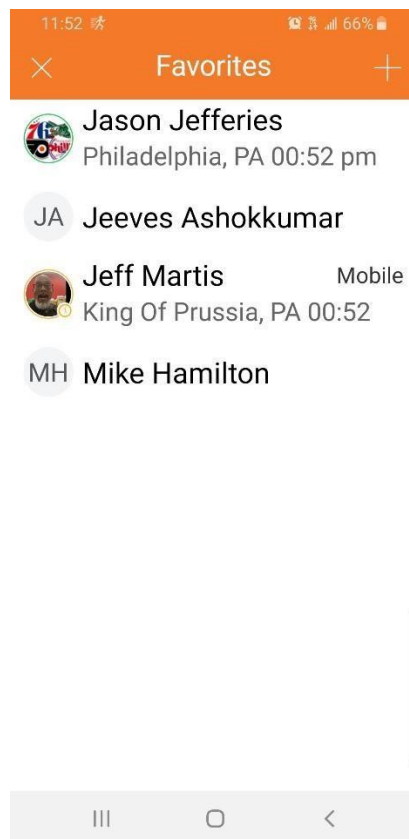 11:52 66%
Favorites
Jason Jefferies
Philadelphia, PA 00:52 pm
JA Jeeves Ashokkumar
Jeff Martis Mobile
King Of Prussia, PA 00:52
MH Mike Hamilton